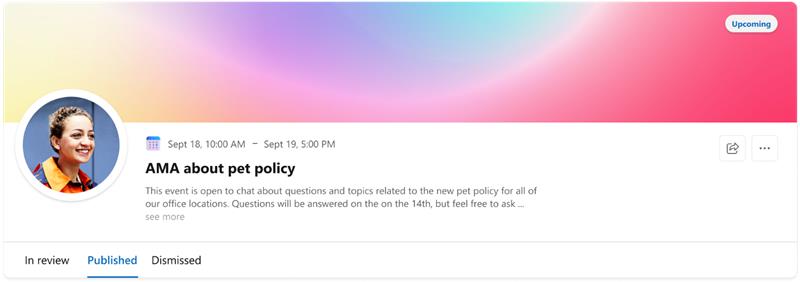 Upcoming
Sept 18, 10:00 AM – Sept 19, 5:00 PM
AMA about pet policy
This event is open to chat about questions and topics related to the new pet policy for all of
our office locations. Questions will be answered on the on the 14th, but feel free to ask ...
see more
In review Published Dismissed